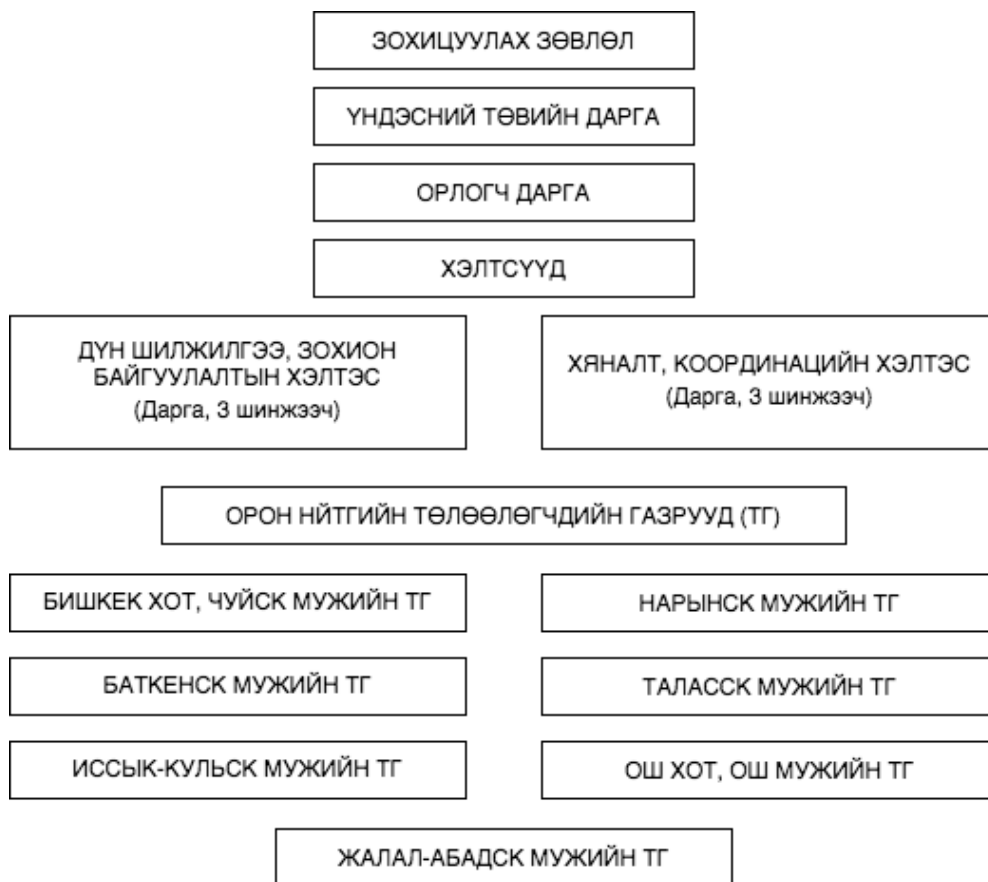 ЗОХИЦУУЛАХ ЗӨВЛӨЛ
ҮНДЭСНИЙ ТӨВИЙН ДАРГА
ОРЛОГЧ ДАРГА
ХЭЛТСҮҮД
ДҮН ШИЛЖИЛГЭЭ, ЗОХИОН
БАЙГУУЛАЛТЫН ХЭЛТЭС
(Дарга, 3 шинжээч)
ХЯНАЛТ, КООРДИНАЦИЙН ХЭЛТЭС
(Дарга, 3 шинжээч)
ОРОН НЙТГИЙН ТӨЛӨӨЛӨГЧДИЙН ГАЗРУУД (ТГ)
БИШКЕК ХОТ, ЧУЙСК МУЖИЙН ТГ
НАРЫНСК МУЖИЙН ТГ
БАТКЕНСК МУЖИЙН ТГ
ТАЛАССК МУЖИЙН ТГ
ИССЫК-КУЛЬСК МУЖИЙН ТГ
ОШ ХОТ, ОШ МУЖИЙН ТГ
ЖАЛАЛ-АБАДСК МУЖИЙН ТГ